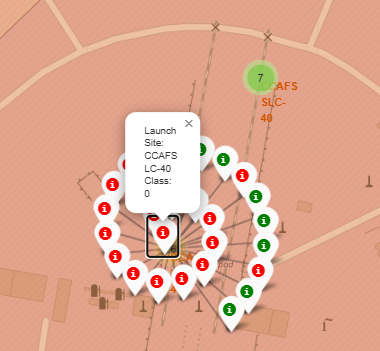 7
CCAFS
SLC-
40
×
Launch
Site:
CCAFS
LC-40
Class:
0